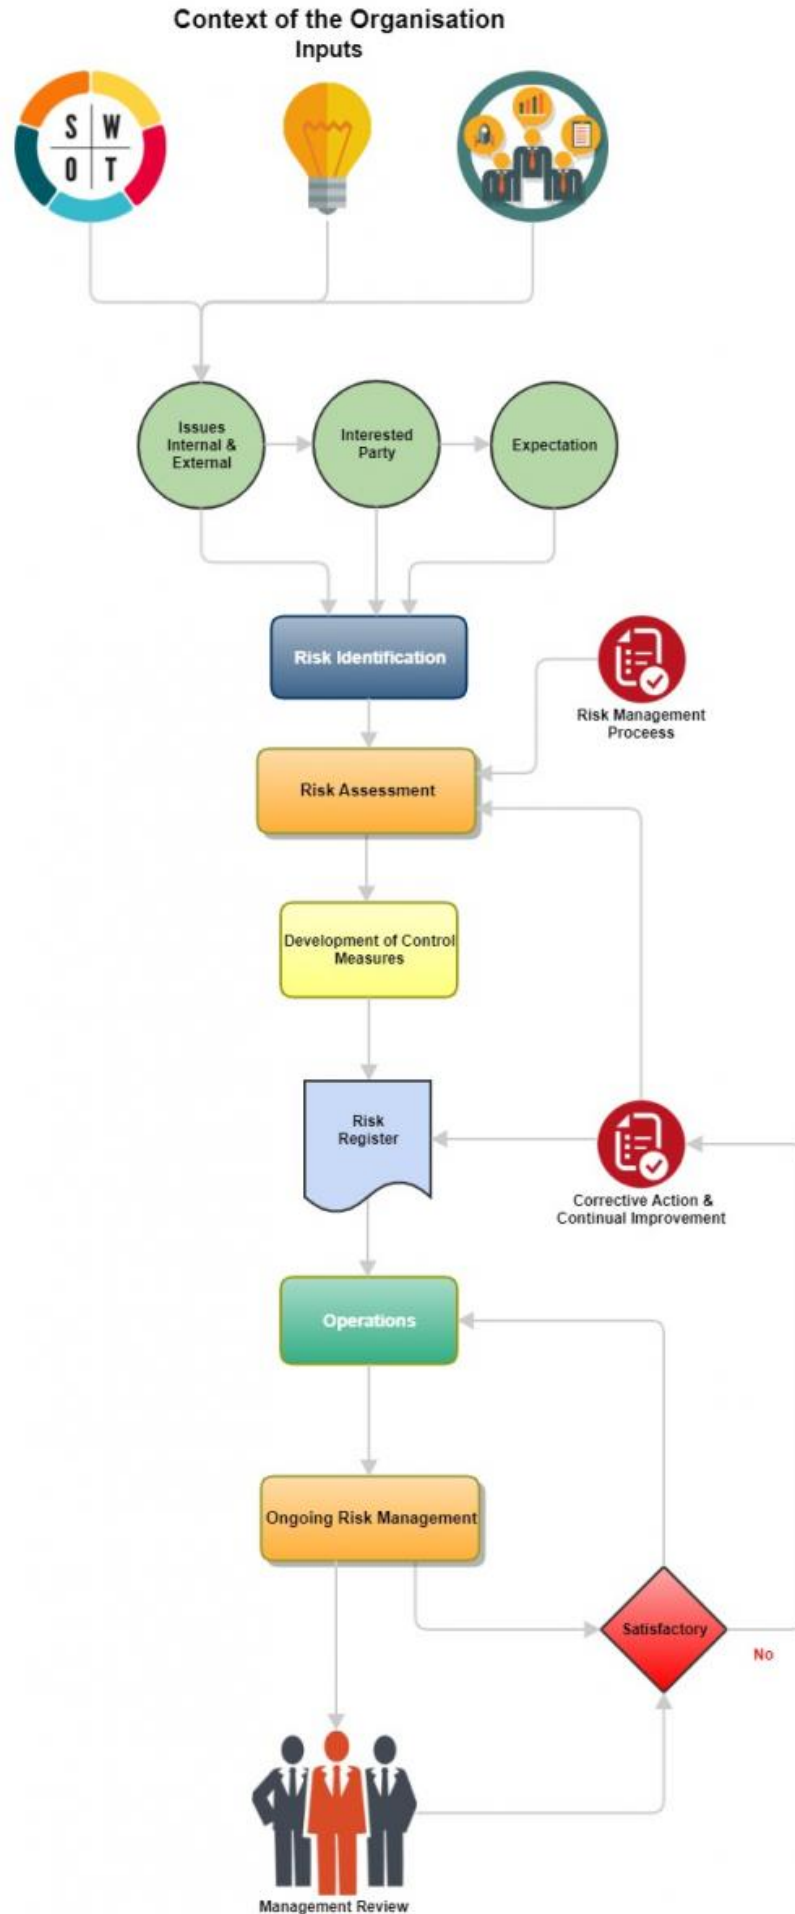 Context of the Organisation
Inputs
S W
O T
Issues
Internal &
External
Interested
Party
Expectation
Risk Identification
Risk Management
Proceess
Risk Assessment
Development of Control
Measures
Risk
Register
Corrective Action &
Continual Improvement
Operations
Ongoing Risk Management
Satisfactory
No
Management Review